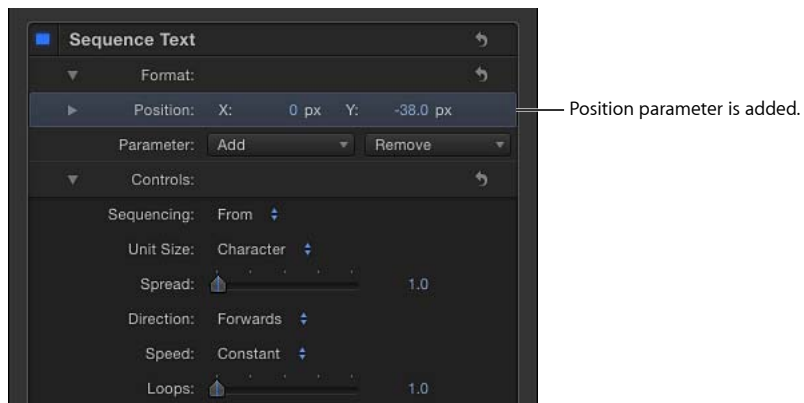 Sequence Text
Format:
Position: X: 0 px Y: -38.0 px
Position parameter is added.
Parameter: Add Remove
Controls:
Sequencing: From
Unit Size: Character
Spread: 1.0
Direction: Forwards
Speed: Constant
Loops: 1.0